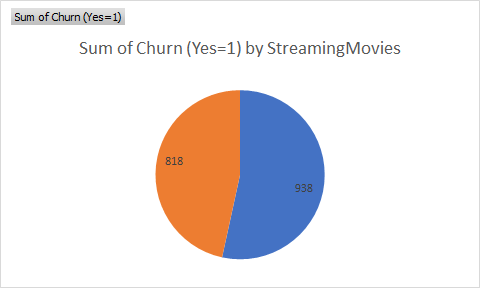 Sum of Churn (Yes=1)
Sum of Churn (Yes=1) by StreamingMovies
818
938